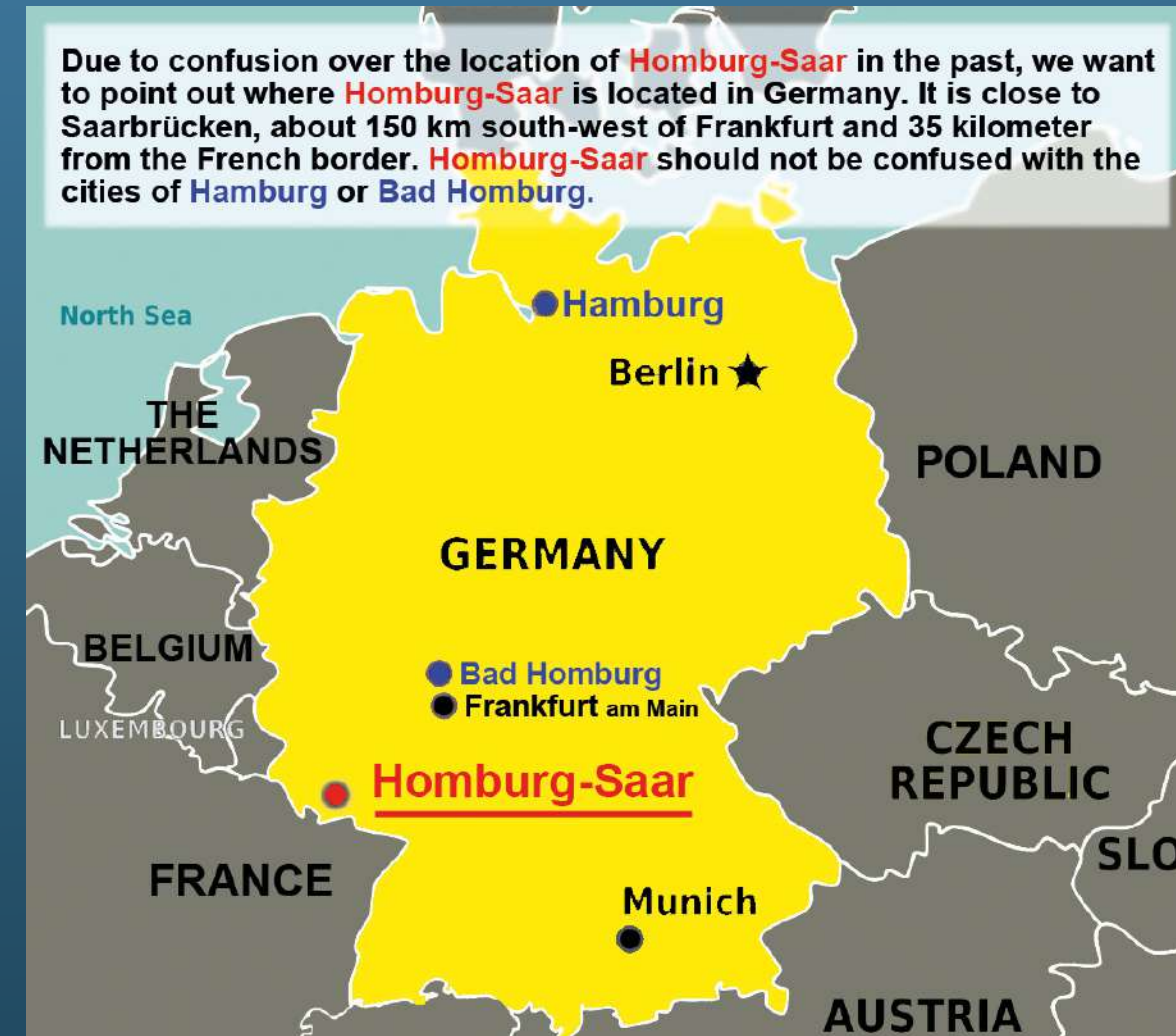 Due to confusion over the location of Homburg-Saar in the past, we want
to point out where Homburg-Saar is located in Germany. It is close to
Saarbrücken, about 150 km south-west of Frankfurt and 35 kilometer
from the French border. Homburg-Saar should not be confused with the
cities of Hamburg or Bad Homburg.
Hamburg
North Sea
Berlin
THE
NETHERLANDS
POLAND
GERMANY
BELGIUM
Bad Homburg
Frankfurt am Main
LUXEMBOURG
CZECH
REPUBLIC
Homburg-Saar
SLO
FRANCE
Munich
AUSTRIA